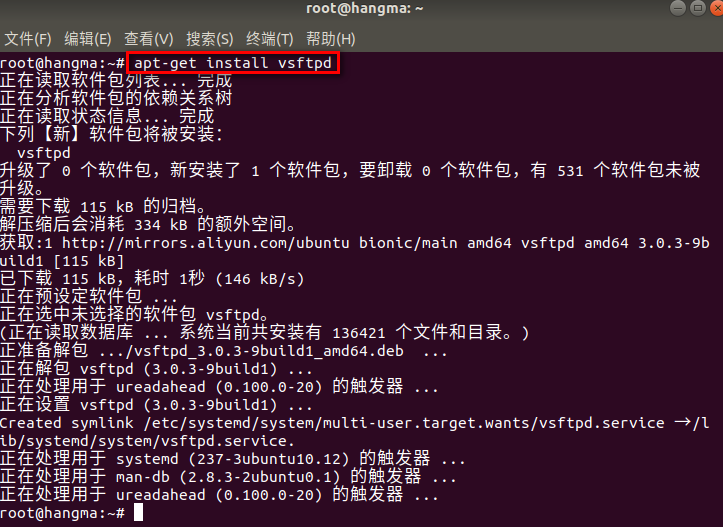 root@hangma: ~
文件(F) 编辑(E) 查看(V) 搜索(S) 终端(T) 帮助(H)
root@hangma:~# apt-get install vsftpd
正在读取软件包列表... 完成
正在分析软件包的依赖关系树
正在读取状态信息... 完成
下列【新】软件包将被安装：
  vsftpd
升级了 0 个软件包，新安装了 1 个软件包，要卸载 0 个软件包，有 531 个软件包未被
升级。
需要下载 115 kB 的归档。
解压缩后会消耗 334 kB 的额外空间。
获取:1 http://mirrors.aliyun.com/ubuntu bionic/main amd64 vsftpd amd64 3.0.3-9b
uild1 [115 kB]
已下载 115 kB，耗时 1秒 (146 kB/s)
正在预设定软件包 ...
正在选中未选择的软件包 vsftpd。
(正在读取数据库 ... 系统当前共安装有 136421 个文件和目录。)
正准备解包 .../vsftpd_3.0.3-9build1_amd64.deb  ...
正在解包 vsftpd (3.0.3-9build1) ...
正在处理用于 ureadahead (0.100.0-20) 的触发器 ...
正在设置 vsftpd (3.0.3-9build1) ...
Created symlink /etc/systemd/system/multi-user.target.wants/vsftpd.service →/l
ib/systemd/system/vsftpd.service.
正在处理用于 systemd (237-3ubuntu10.12) 的触发器 ...
正在处理用于 man-db (2.8.3-2ubuntu0.1) 的触发器 ...
正在处理用于 ureadahead (0.100.0-20) 的触发器 ...
root@hangma:~#